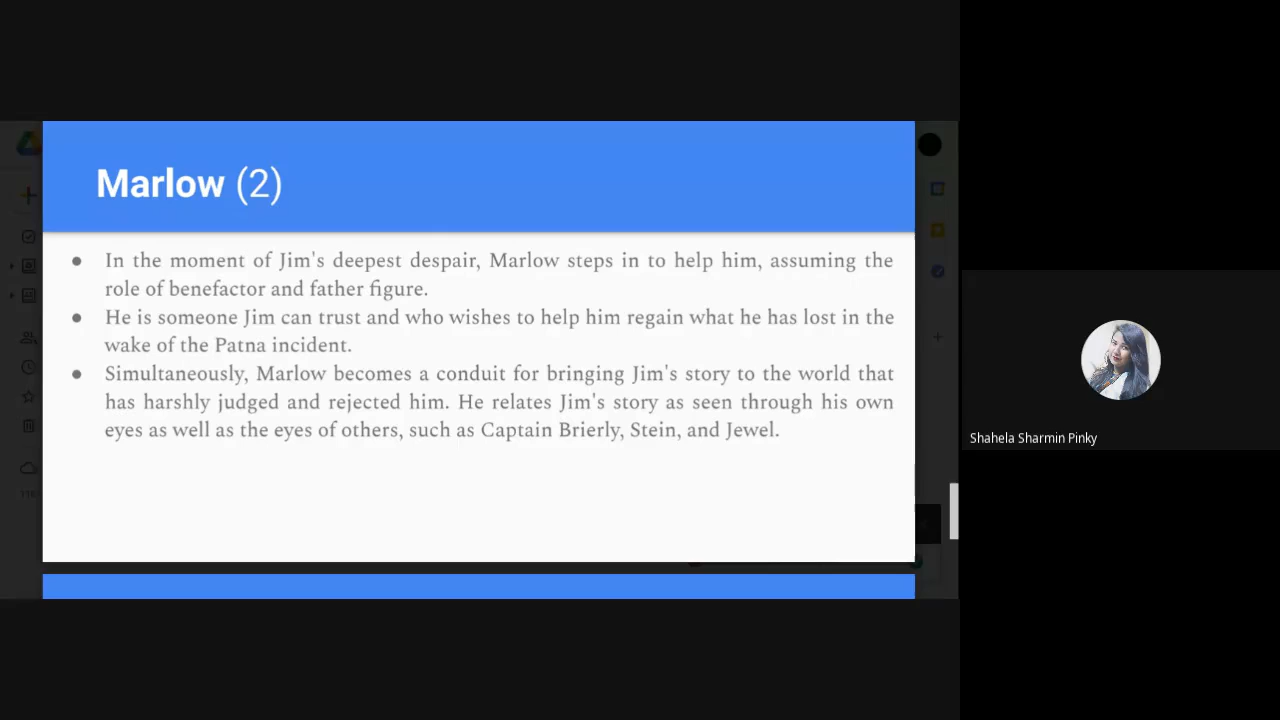 Marlow (2)
● In the moment of Jim's deepest despair, Marlow steps in to help him, assuming the
role of benefactor and father figure.
● He is someone Jim can trust and who wishes to help him regain what he has lost in the
wake of the Patna incident.
● Simultaneously, Marlow becomes a conduit for bringing Jim's story to the world that
has harshly judged and rejected him. He relates Jim's story as seen through his own
eyes as well as the eyes of others, such as Captain Brierly, Stein, and Jewel.
Shahela Sharmin Pinky